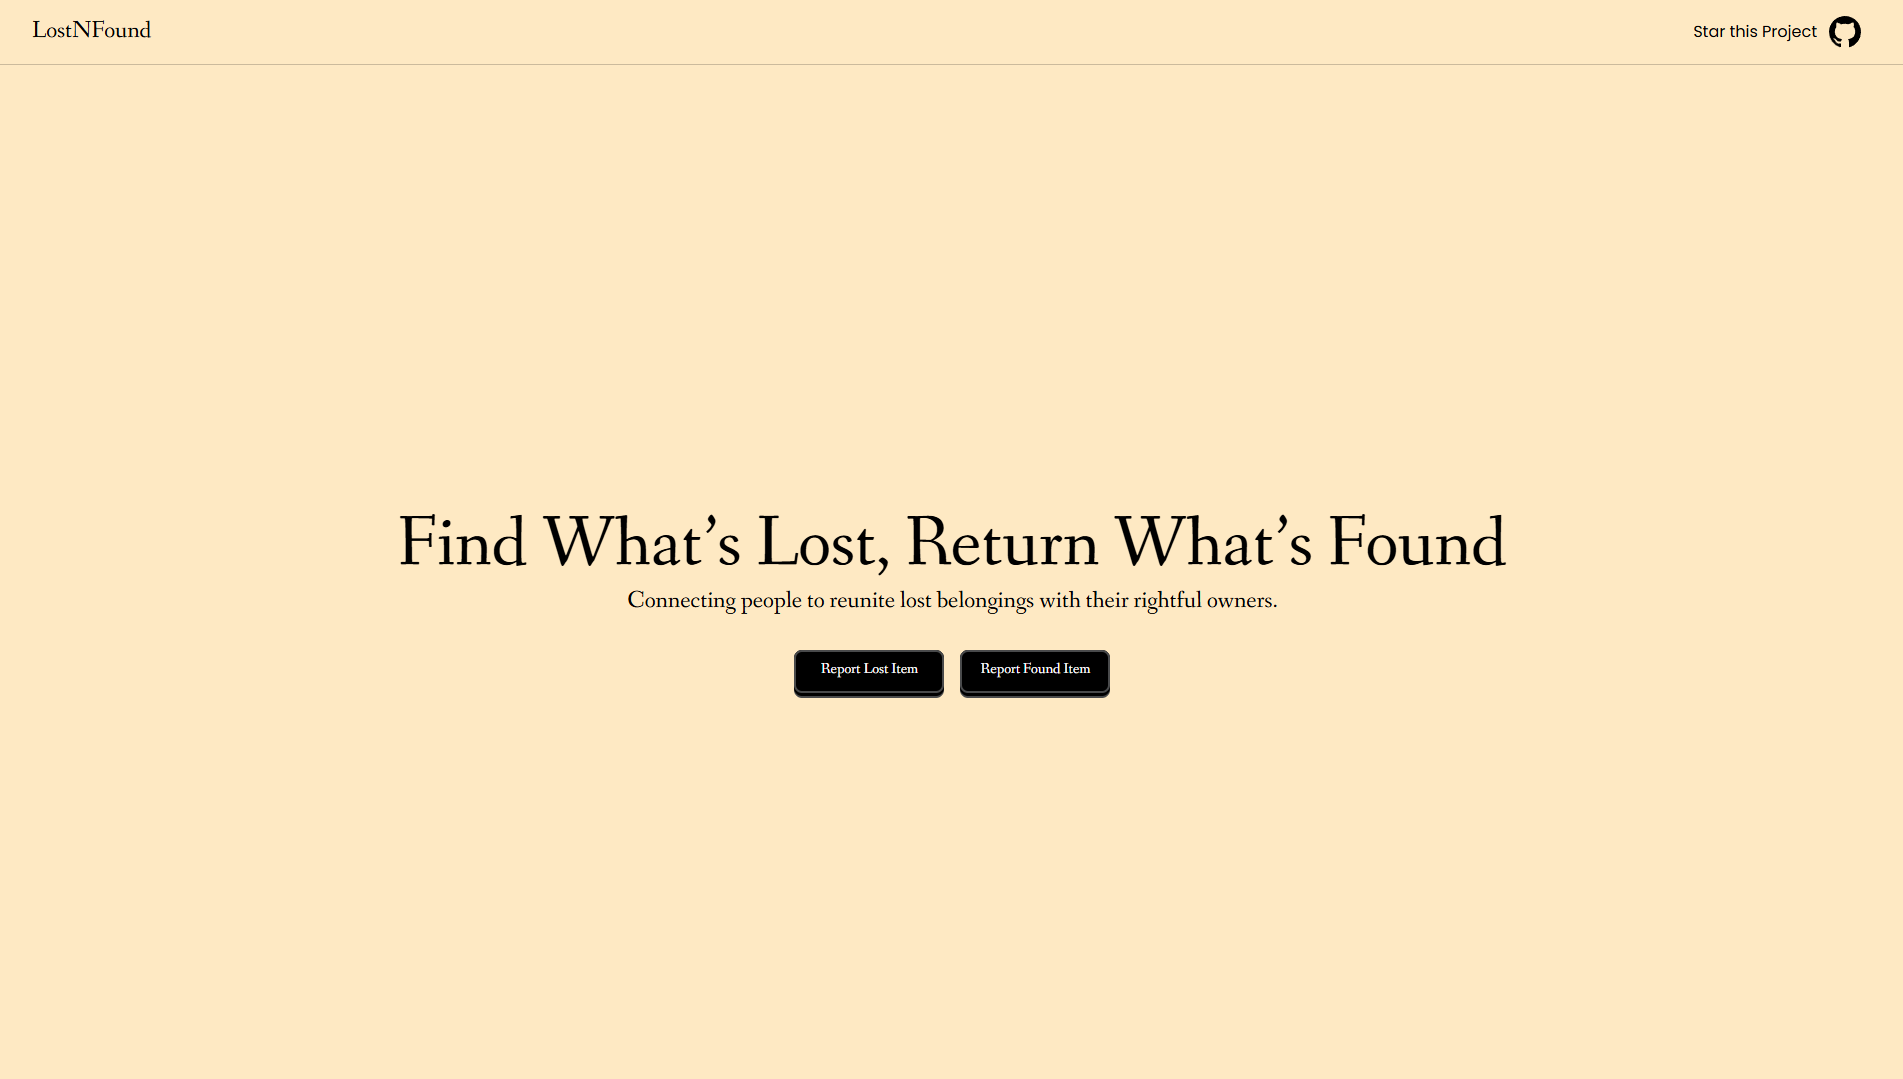 LostNFound
Star this Project
Find What’s Lost, Return What’s Found
Connecting people to reunite lost belongings with their rightful owners.
Report Lost Item
Report Found Item